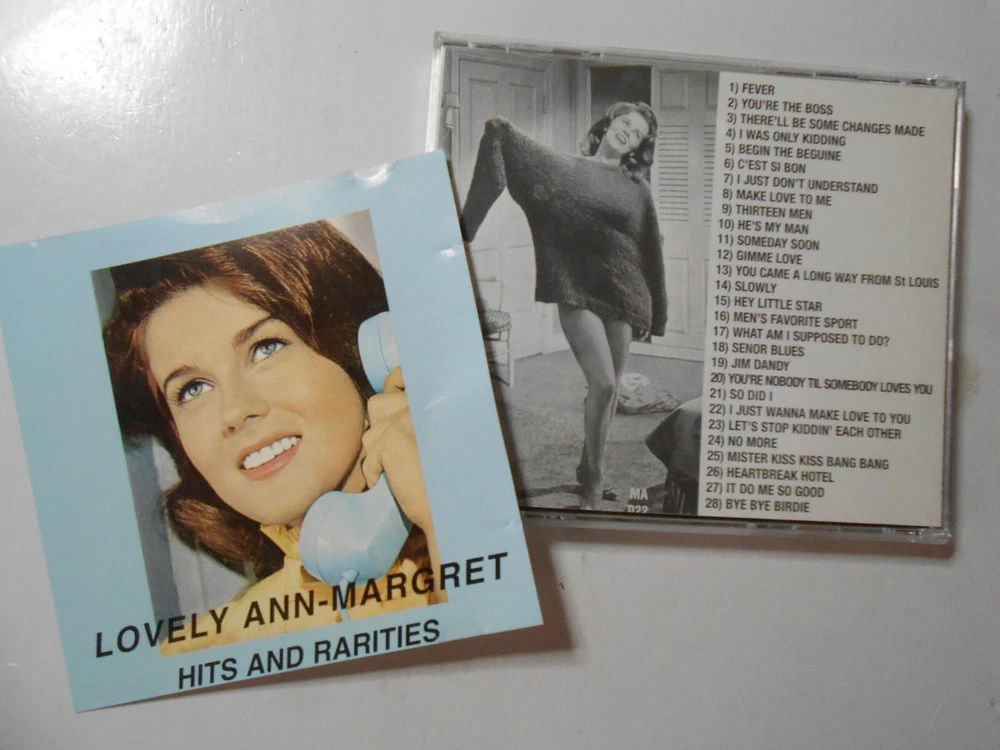 LOVELY ANN-MARGRET
HITS AND RARITIES
1) FEVER
2) YOU'RE THE BOSS
3) THERE'LL BE SOME CHANGES MADE
4) I WAS ONLY KIDDING
5) BEGIN THE BEGUINE
6) C'EST SI BON
7) I JUST DON'T UNDERSTAND
8) MAKE LOVE TO ME
9) THIRTEEN MEN
10) HE'S MY MAN
11) SOMEDAY SOON
12) GIMME LOVE
13) YOU CAME A LONG WAY FROM St LOUIS
14) SLOWLY
15) HEY LITTLE STAR
16) MEN'S FAVORITE SPORT
17) WHAT AM I SUPPOSED TO DO?
18) SENOR BLUES
19) JIM DANDY
20) YOU'RE NOBODY TIL SOMEBODY LOVES YOU
21) SO DID I
22) I JUST WANNA MAKE LOVE TO YOU
23) LET'S STOP KIDDIN' EACH OTHER
24) NO MORE
25) MISTER KISS KISS BANG BANG
26) HEARTBREAK HOTEL
27) IT DO ME SO GOOD
28) BYE BYE BIRDIE
MA
022